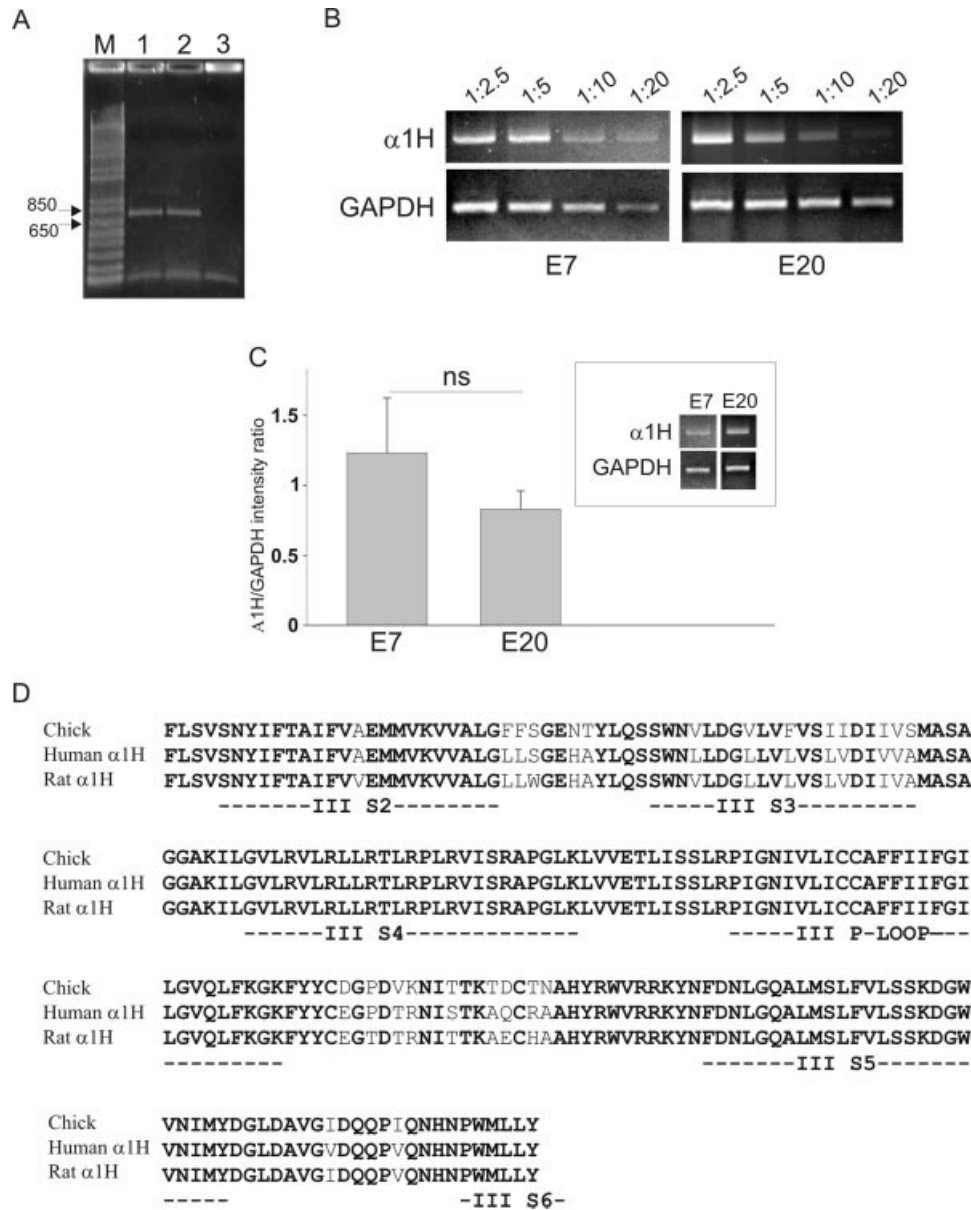 A
M 1 2 3
850
650
B
1:2.5 1:5 1:10 1:20 1:2.5 1:5 1:10 1:20
α1H
GAPDH
E7 E20
C
ns
A1H/GAPDH intensity ratio
1.5
1
0.5
0
E7 E20
E7 E20
α1H
GAPDH
D
Chick FLSVSNYIFTAIFVAEMMVKVVALGFFSGENTYLQSSWNVLDGVLVFVSIIDIIVSMASA
Human α1H FLSVSNYIFTAIFVAEMMVKVVALGLLSGEHAYLQSSWNLLDGLLVLVSLVDIVVAMASA
Rat α1H FLSVSNYIFTAIFVVEMMVKVVALGLLWGEHAYLQSSWNVLDGLLVLVSLVDIIVAMASA
-------III S2-------- -----III S3---------
Chick GGAKILGVLRVLRLLRTLRPLRVISRAPGLKLVVETLISSLRPIGNIVLICCAFFIIFGI
Human α1H GGAKILGVLRVLRLLRTLRPLRVISRAPGLKLVVETLISSLRPIGNIVLICCAFFIIFGI
Rat α1H GGAKILGVLRVLRLLRTLRPLRVISRAPGLKLVVETLISSLRPIGNIVLICCAFFIIFGI
------III S4------------- -----III P-LOOP---
Chick LGVQLFKGKFYYCDGPDVKNITTKTDCTNAHYRWVRRKYNFDNLGQALMSLFVLSSKDGW
Human α1H LGVQLFKGKFYYCEGPDTRNISTKAQCRAAHYRWVRRKYNFDNLGQALMSLFVLSSKDGW
Rat α1H LGVQLFKGKFYYCEGTDTRNITTKAECHAAHYRWVRRKYNFDNLGQALMSLFVLSSKDGW
--------- -------III S5-------
Chick VNIMYDGLDAVGIDQQPIQNHNPWMLLY
Human α1H VNIMYDGLDAVGVDQQPVQNHNPWMLLY
Rat α1H VNIMYDGLDAVGIDQQPVQNHNPWMLLY
----- -III S6-